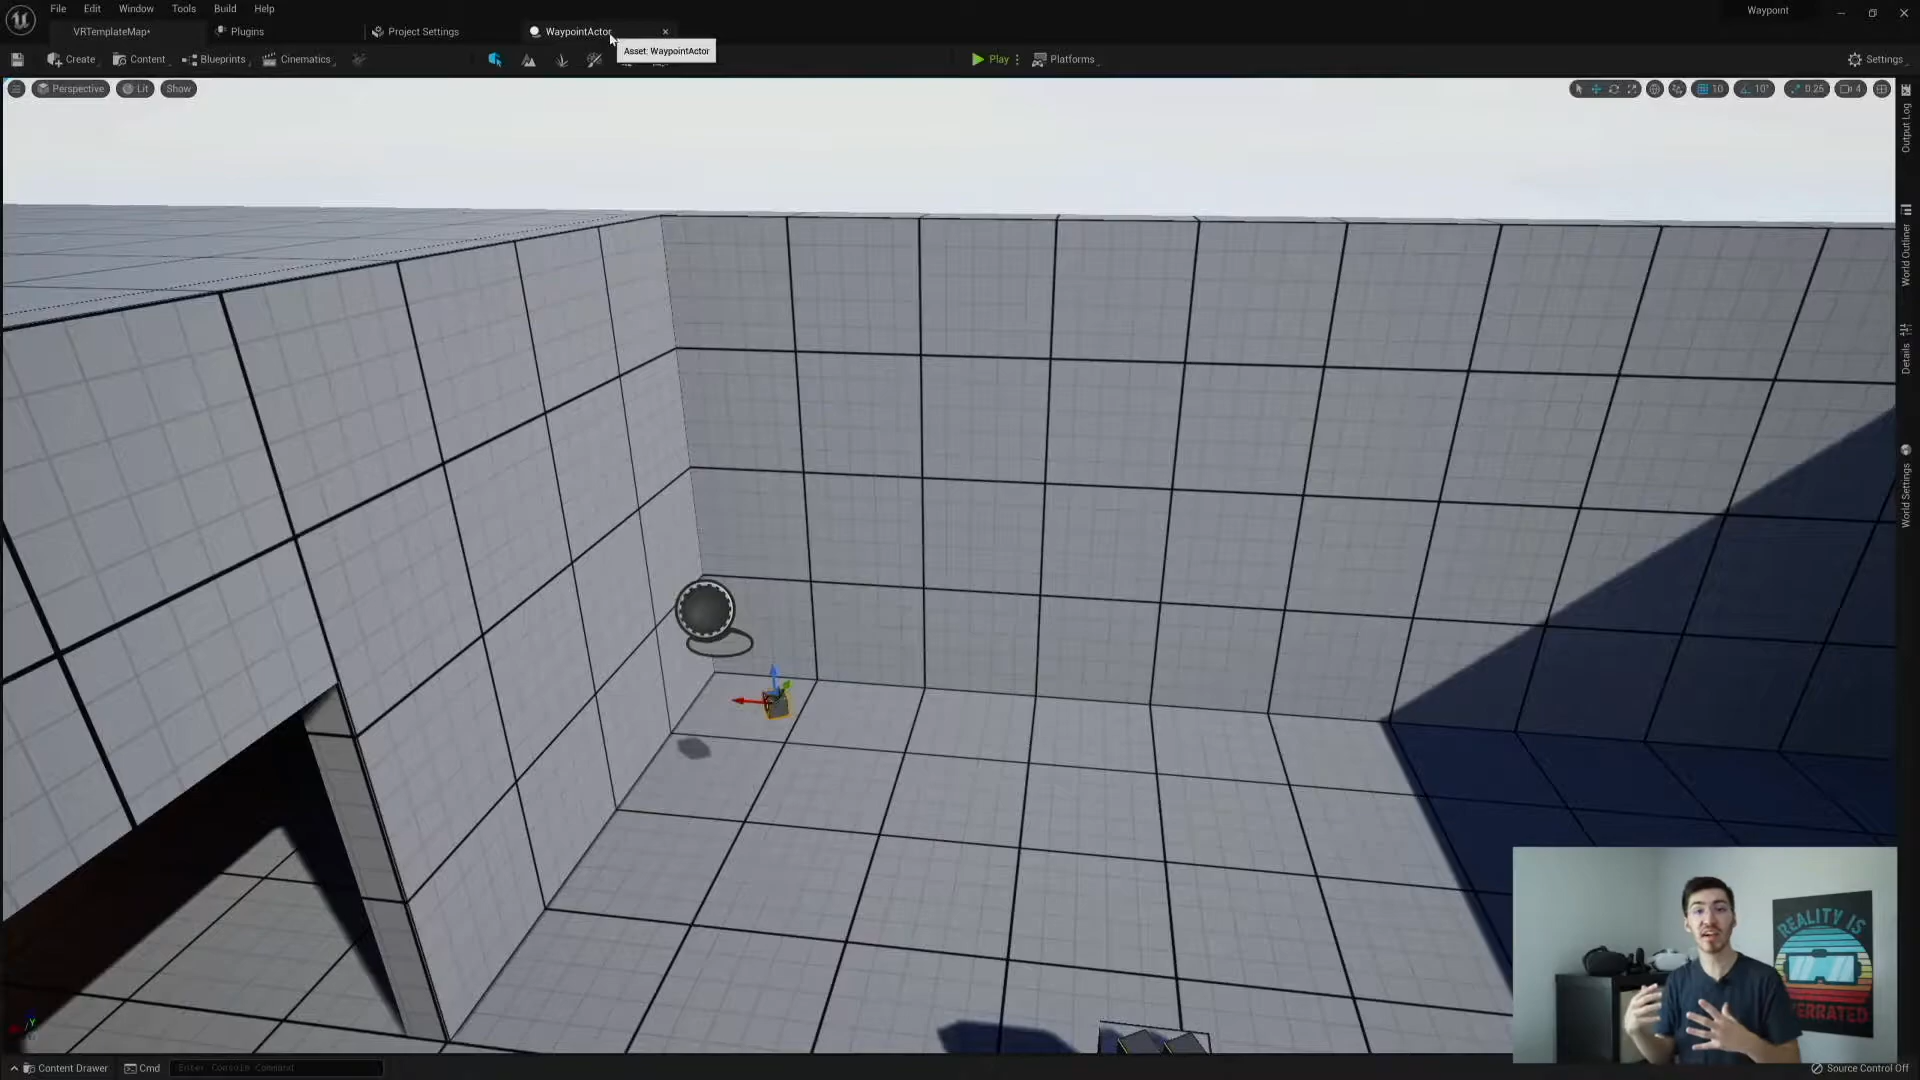 File Edit Window Tools Build Help
Waypoint
VRTemplateMap* Plugins Project Settings WaypointActor
Asset: WaypointActor
Create Content Blueprints Cinematics Play Platforms Settings
Perspective Lit Show 10 10° 0.25 4
Output Log
World Outliner
Details
World Settings
REALITY IS
Content Drawer Cmd Enter Console Command Source Control Off